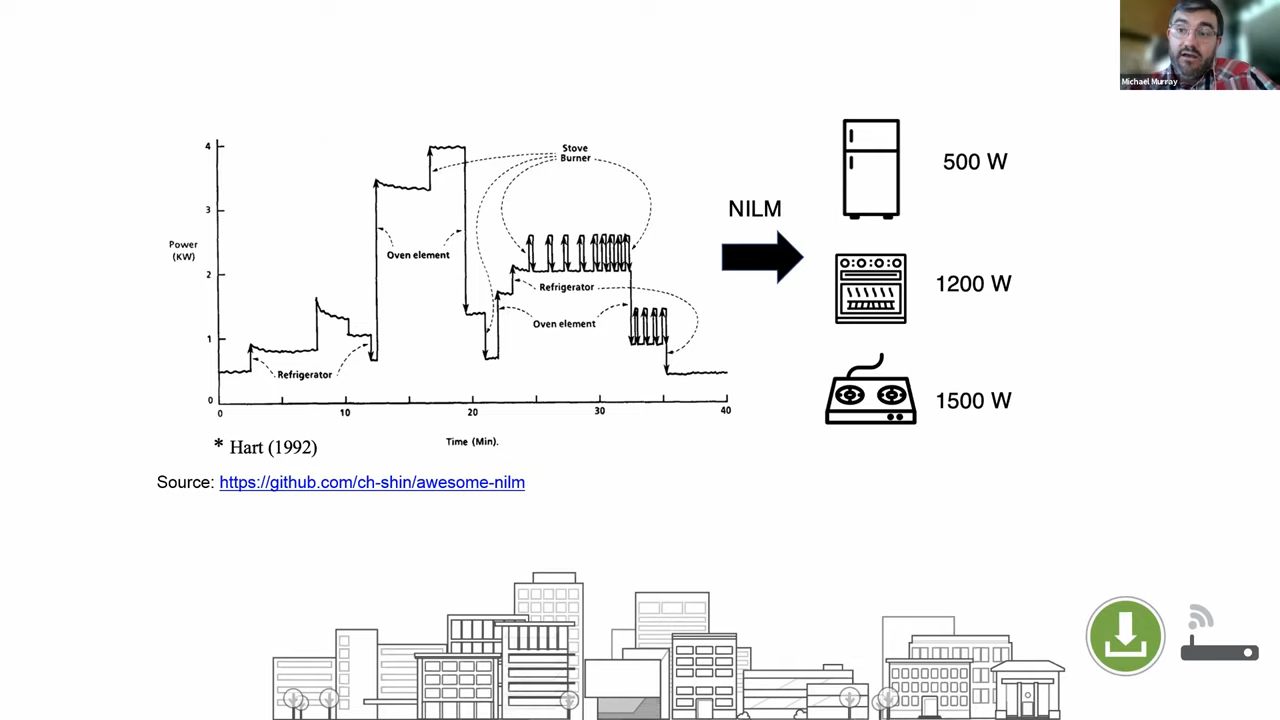 Michael Murray
4
Stove
Burner
500 W
3
NILM
Power
(KW)
Oven element
2
Refrigerator
1200 W
Oven element
1
Refrigerator
0
0 10 20 30 40
1500 W
Time (Min).
* Hart (1992)
Source: https://github.com/ch-shin/awesome-nilm